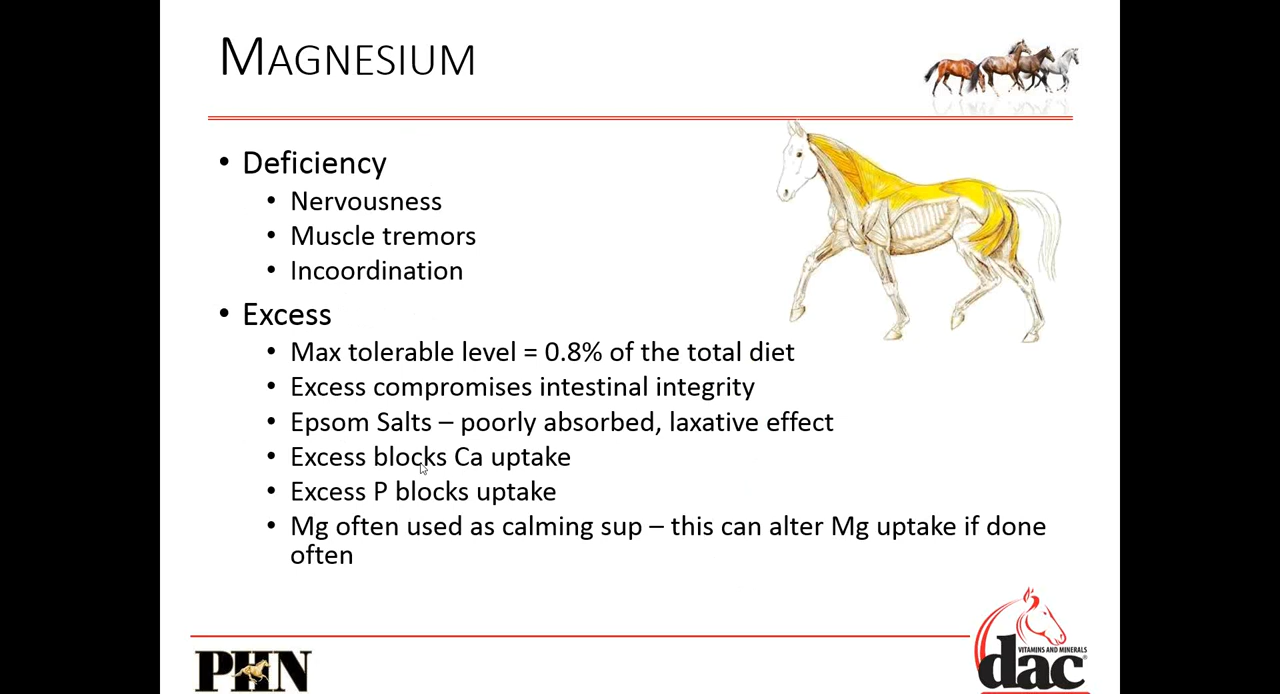 MAGNESIUM
• Deficiency
• Nervousness
• Muscle tremors
• Incoordination
• Excess
• Max tolerable level = 0.8% of the total diet
• Excess compromises intestinal integrity
• Epsom Salts – poorly absorbed, laxative effect
• Excess blocks Ca uptake
• Excess P blocks uptake
• Mg often used as calming sup – this can alter Mg uptake if done
often
PHN
VITAMINS AND MINERALS
dac®